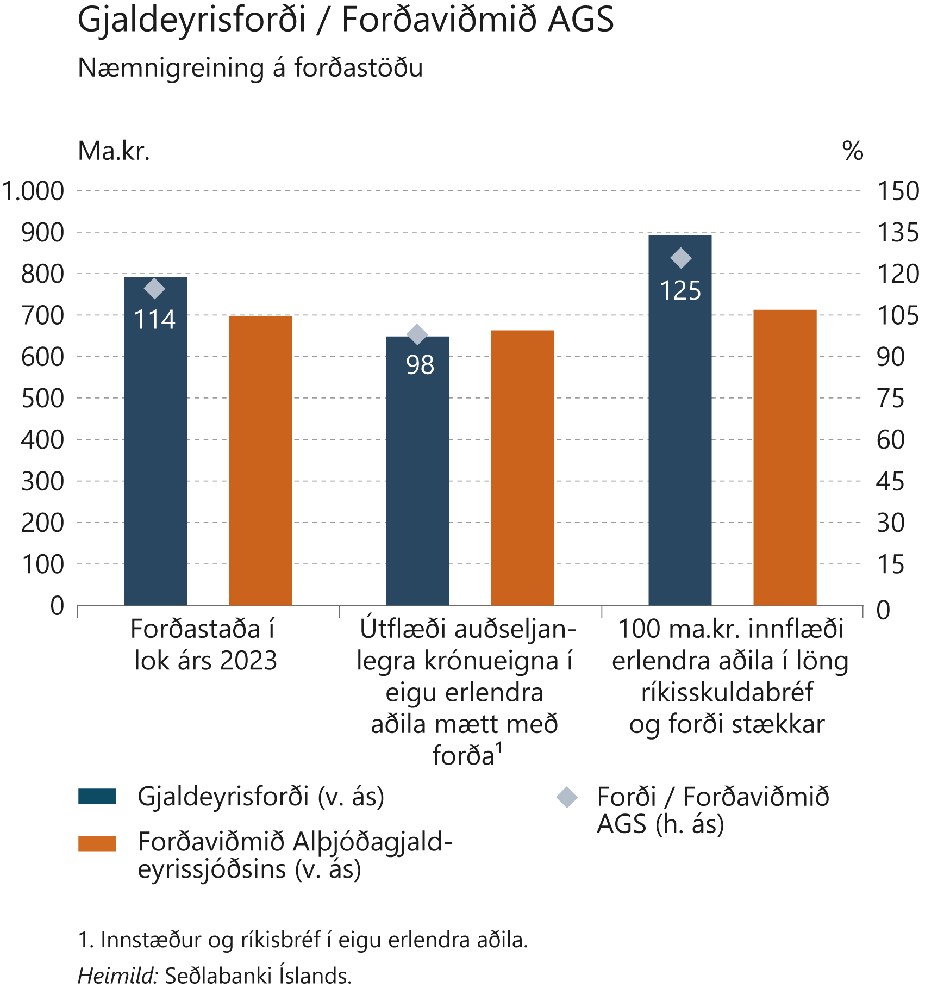 Gjaldeyrisforði / Forðaviðmið AGS
Næmnigreining á forðastöðu
Ma.kr.
%
1.000
900
800
700
600
500
400
300
200
100
0
150
135
120
105
90
75
60
45
30
15
0
114
98
125
Forðastaða í
lok árs 2023
Útflæði auðseljan-
legra krónueigna í
eigu erlendra
aðila mætt með
forða¹
100 ma.kr. innflæði
erlendra aðila í löng
ríkisskuldabréf
og forði stækkar
Gjaldeyrisforði (v. ás)
Forðaviðmið Alþjóðagjald-
eyrissjóðsins (v. ás)
Forði / Forðaviðmið
AGS (h. ás)
1. Innstæður og ríkisbréf í eigu erlendra aðila.
Heimild: Seðlabanki Íslands.